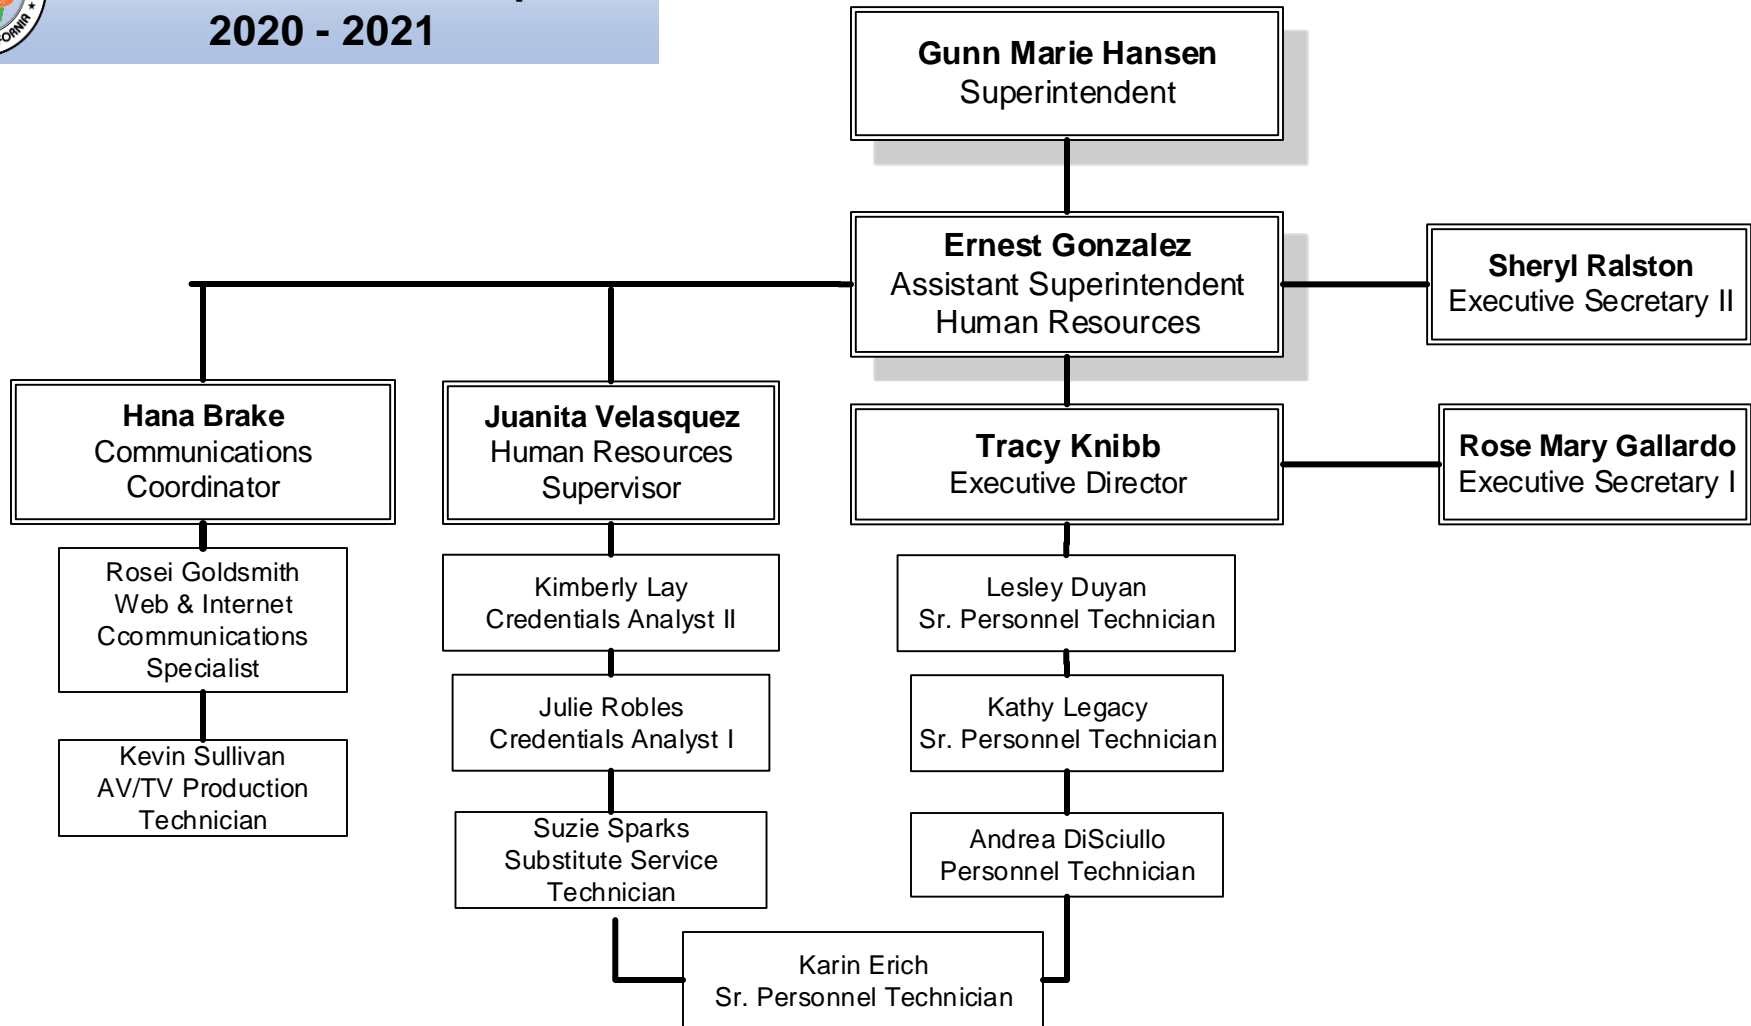 2020 - 2021
Gunn Marie Hansen
Superintendent
Ernest Gonzalez
Assistant Superintendent
Human Resources
Sheryl Ralston
Executive Secretary II
Hana Brake
Communications
Coordinator
Juanita Velasquez
Human Resources
Supervisor
Tracy Knibb
Executive Director
Rose Mary Gallardo
Executive Secretary I
Rosei Goldsmith
Web & Internet
Ccommunications
Specialist
Kimberly Lay
Credentials Analyst II
Lesley Duyan
Sr. Personnel Technician
Julie Robles
Credentials Analyst I
Kathy Legacy
Sr. Personnel Technician
Kevin Sullivan
AV/TV Production
Technician
Suzie Sparks
Substitute Service
Technician
Andrea DiSciullo
Personnel Technician
Karin Erich
Sr. Personnel Technician